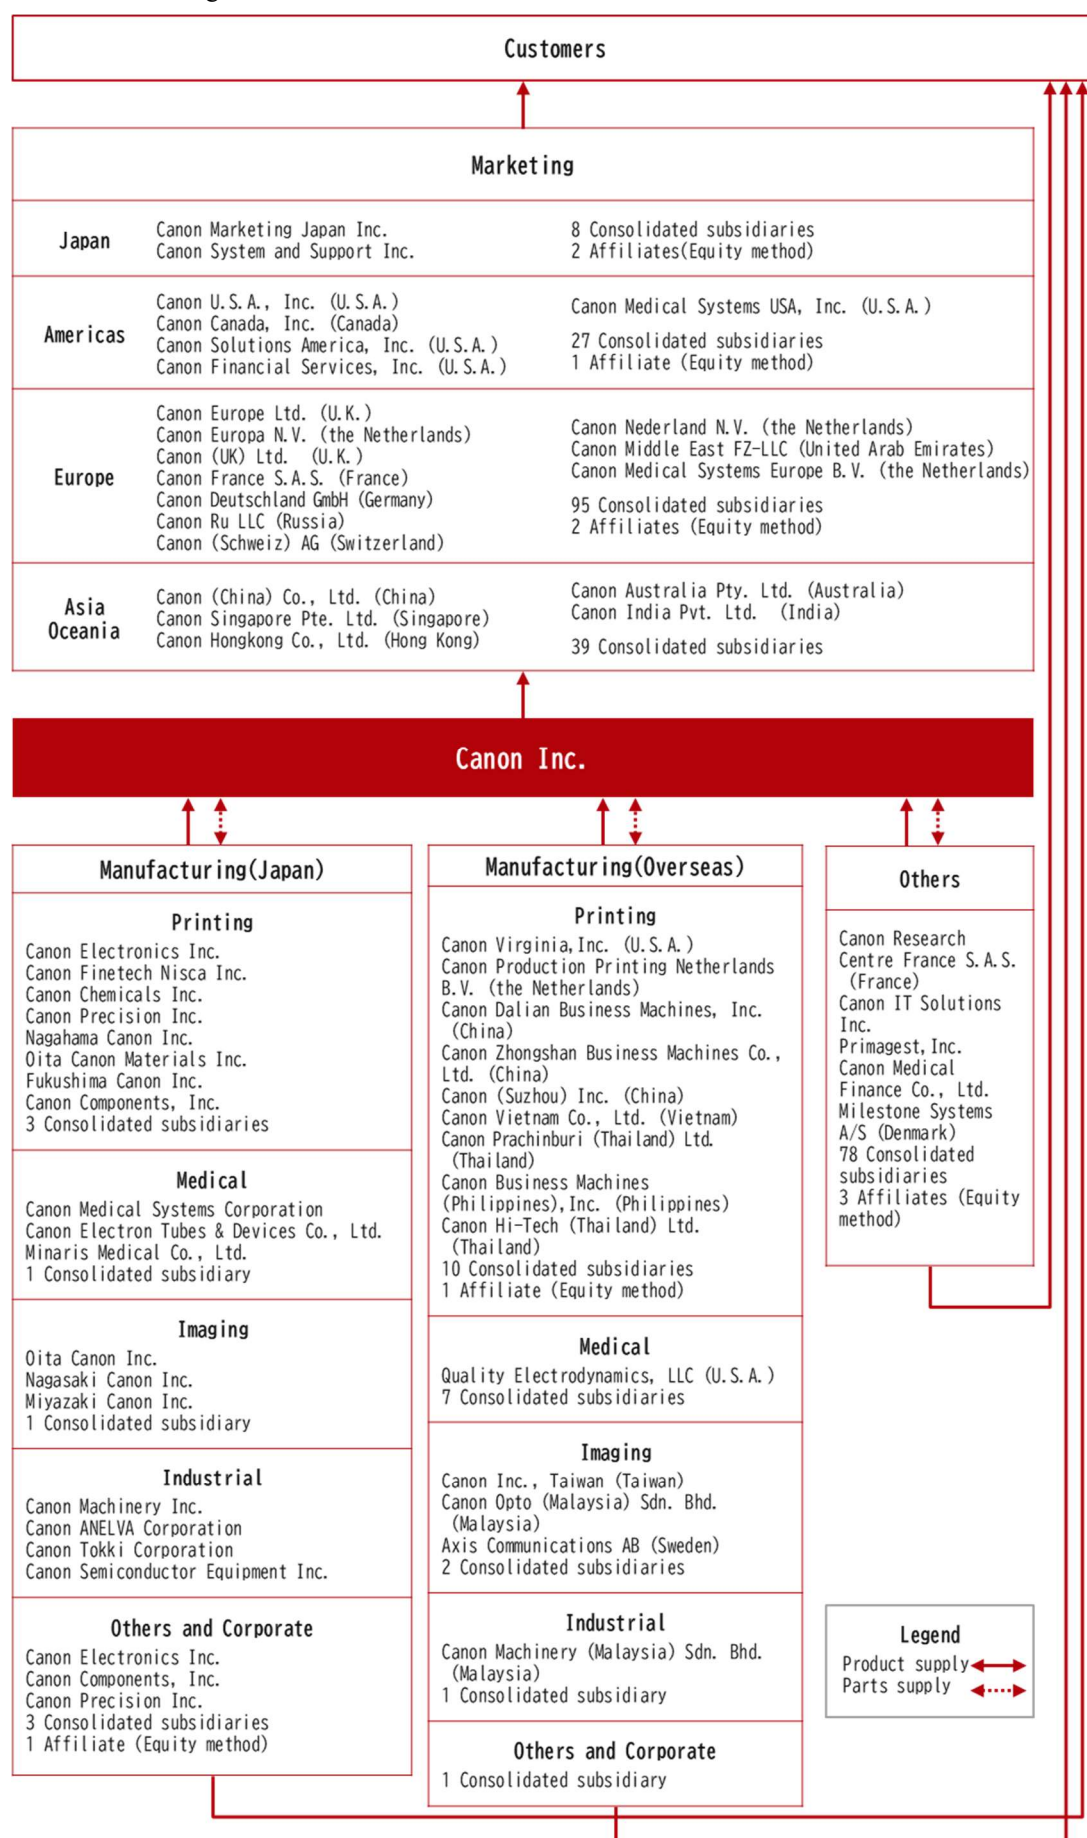 Customers
Marketing
Japan
Canon Marketing Japan Inc.
Canon System and Support Inc.
8 Consolidated subsidiaries
2 Affiliates(Equity method)
Americas
Canon U.S.A., Inc. (U.S.A.)
Canon Canada, Inc. (Canada)
Canon Solutions America, Inc. (U.S.A.)
Canon Financial Services, Inc. (U.S.A.)
Canon Medical Systems USA, Inc. (U.S.A.)
27 Consolidated subsidiaries
1 Affiliate (Equity method)
Europe
Canon Europe Ltd. (U.K.)
Canon Europa N.V. (the Netherlands)
Canon (UK) Ltd. (U.K.)
Canon France S.A.S. (France)
Canon Deutschland GmbH (Germany)
Canon Ru LLC (Russia)
Canon (Schweiz) AG (Switzerland)
Canon Nederland N.V. (the Netherlands)
Canon Middle East FZ-LLC (United Arab Emirates)
Canon Medical Systems Europe B.V. (the Netherlands)
95 Consolidated subsidiaries
2 Affiliates (Equity method)
Asia
Oceania
Canon (China) Co., Ltd. (China)
Canon Singapore Pte. Ltd. (Singapore)
Canon Hongkong Co., Ltd. (Hong Kong)
Canon Australia Pty. Ltd. (Australia)
Canon India Pvt. Ltd. (India)
39 Consolidated subsidiaries
Canon Inc.
Manufacturing(Japan)
Printing
Canon Electronics Inc.
Canon Finetech Nisca Inc.
Canon Chemicals Inc.
Canon Precision Inc.
Nagahama Canon Inc.
Oita Canon Materials Inc.
Fukushima Canon Inc.
Canon Components, Inc.
3 Consolidated subsidiaries
Medical
Canon Medical Systems Corporation
Canon Electron Tubes & Devices Co., Ltd.
Minaris Medical Co., Ltd.
1 Consolidated subsidiary
Imaging
Oita Canon Inc.
Nagasaki Canon Inc.
Miyazaki Canon Inc.
1 Consolidated subsidiary
Industrial
Canon Machinery Inc.
Canon ANELVA Corporation
Canon Tokki Corporation
Canon Semiconductor Equipment Inc.
Others and Corporate
Canon Electronics Inc.
Canon Components, Inc.
Canon Precision Inc.
3 Consolidated subsidiaries
1 Affiliate (Equity method)
Manufacturing(Overseas)
Printing
Canon Virginia,Inc. (U.S.A.)
Canon Production Printing Netherlands
B.V. (the Netherlands)
Canon Dalian Business Machines, Inc.
(China)
Canon Zhongshan Business Machines Co.,
Ltd. (China)
Canon (Suzhou) Inc. (China)
Canon Vietnam Co., Ltd. (Vietnam)
Canon Prachinburi (Thailand) Ltd.
(Thailand)
Canon Business Machines
(Philippines),Inc. (Philippines)
Canon Hi-Tech (Thailand) Ltd.
(Thailand)
10 Consolidated subsidiaries
1 Affiliate (Equity method)
Medical
Quality Electrodynamics, LLC (U.S.A.)
7 Consolidated subsidiaries
Imaging
Canon Inc., Taiwan (Taiwan)
Canon Opto (Malaysia) Sdn. Bhd.
(Malaysia)
Axis Communications AB (Sweden)
2 Consolidated subsidiaries
Industrial
Canon Machinery (Malaysia) Sdn. Bhd.
(Malaysia)
1 Consolidated subsidiary
Others and Corporate
1 Consolidated subsidiary
Others
Canon Research
Centre France S.A.S.
(France)
Canon IT Solutions
Inc.
Primagest,Inc.
Canon Medical
Finance Co., Ltd.
Milestone Systems
A/S (Denmark)
78 Consolidated
subsidiaries
3 Affiliates (Equity
method)
Legend
Product supply
Parts supply